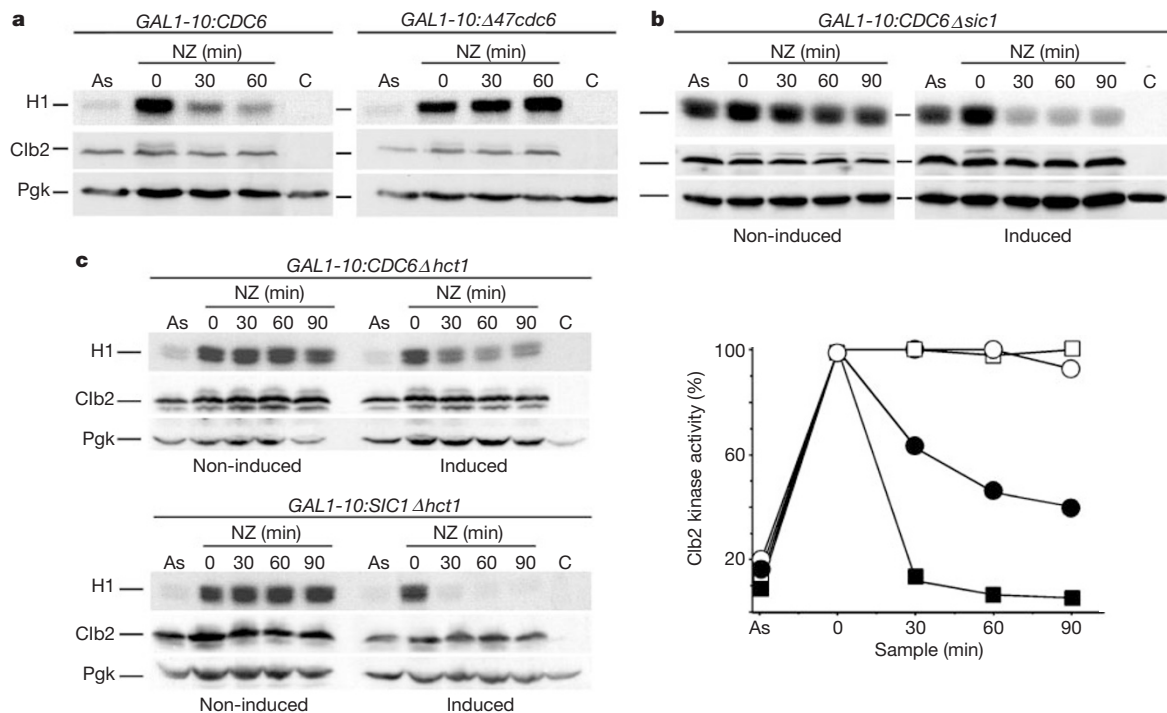 a
GAL1-10:CDC6
GAL1-10:Δ47cdc6
NZ (min)
NZ (min)
As 0 30 60 C
As 0 30 60 C
H1
Clb2
Pgk
b
GAL1-10:CDC6Δsic1
NZ (min)
NZ (min)
As 0 30 60 90
As 0 30 60 90 C
Non-induced
Induced
c
GAL1-10:CDC6Δhct1
NZ (min)
NZ (min)
As 0 30 60 90
As 0 30 60 90 C
H1
Clb2
Pgk
Non-induced
Induced
GAL1-10:SIC1Δhct1
NZ (min)
NZ (min)
As 0 30 60 90
As 0 30 60 90 C
H1
Clb2
Pgk
Non-induced
Induced
Clb2 kinase activity (%)
100
60
20
As 0 30 60 90
Sample (min)